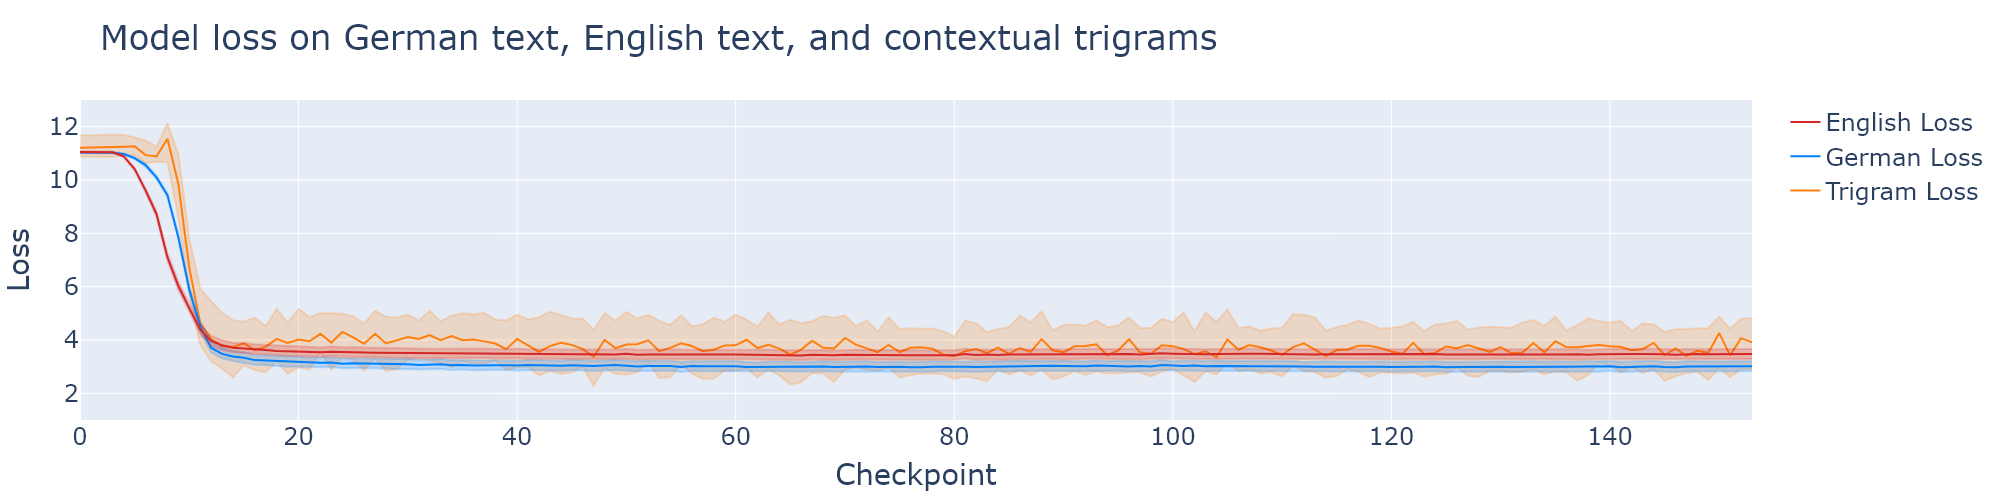 Model loss on German text, English text, and contextual trigrams
12
10
8
6
4
2
Loss
0 20 40 60 80 100 120 140
Checkpoint
English Loss
German Loss
Trigram Loss